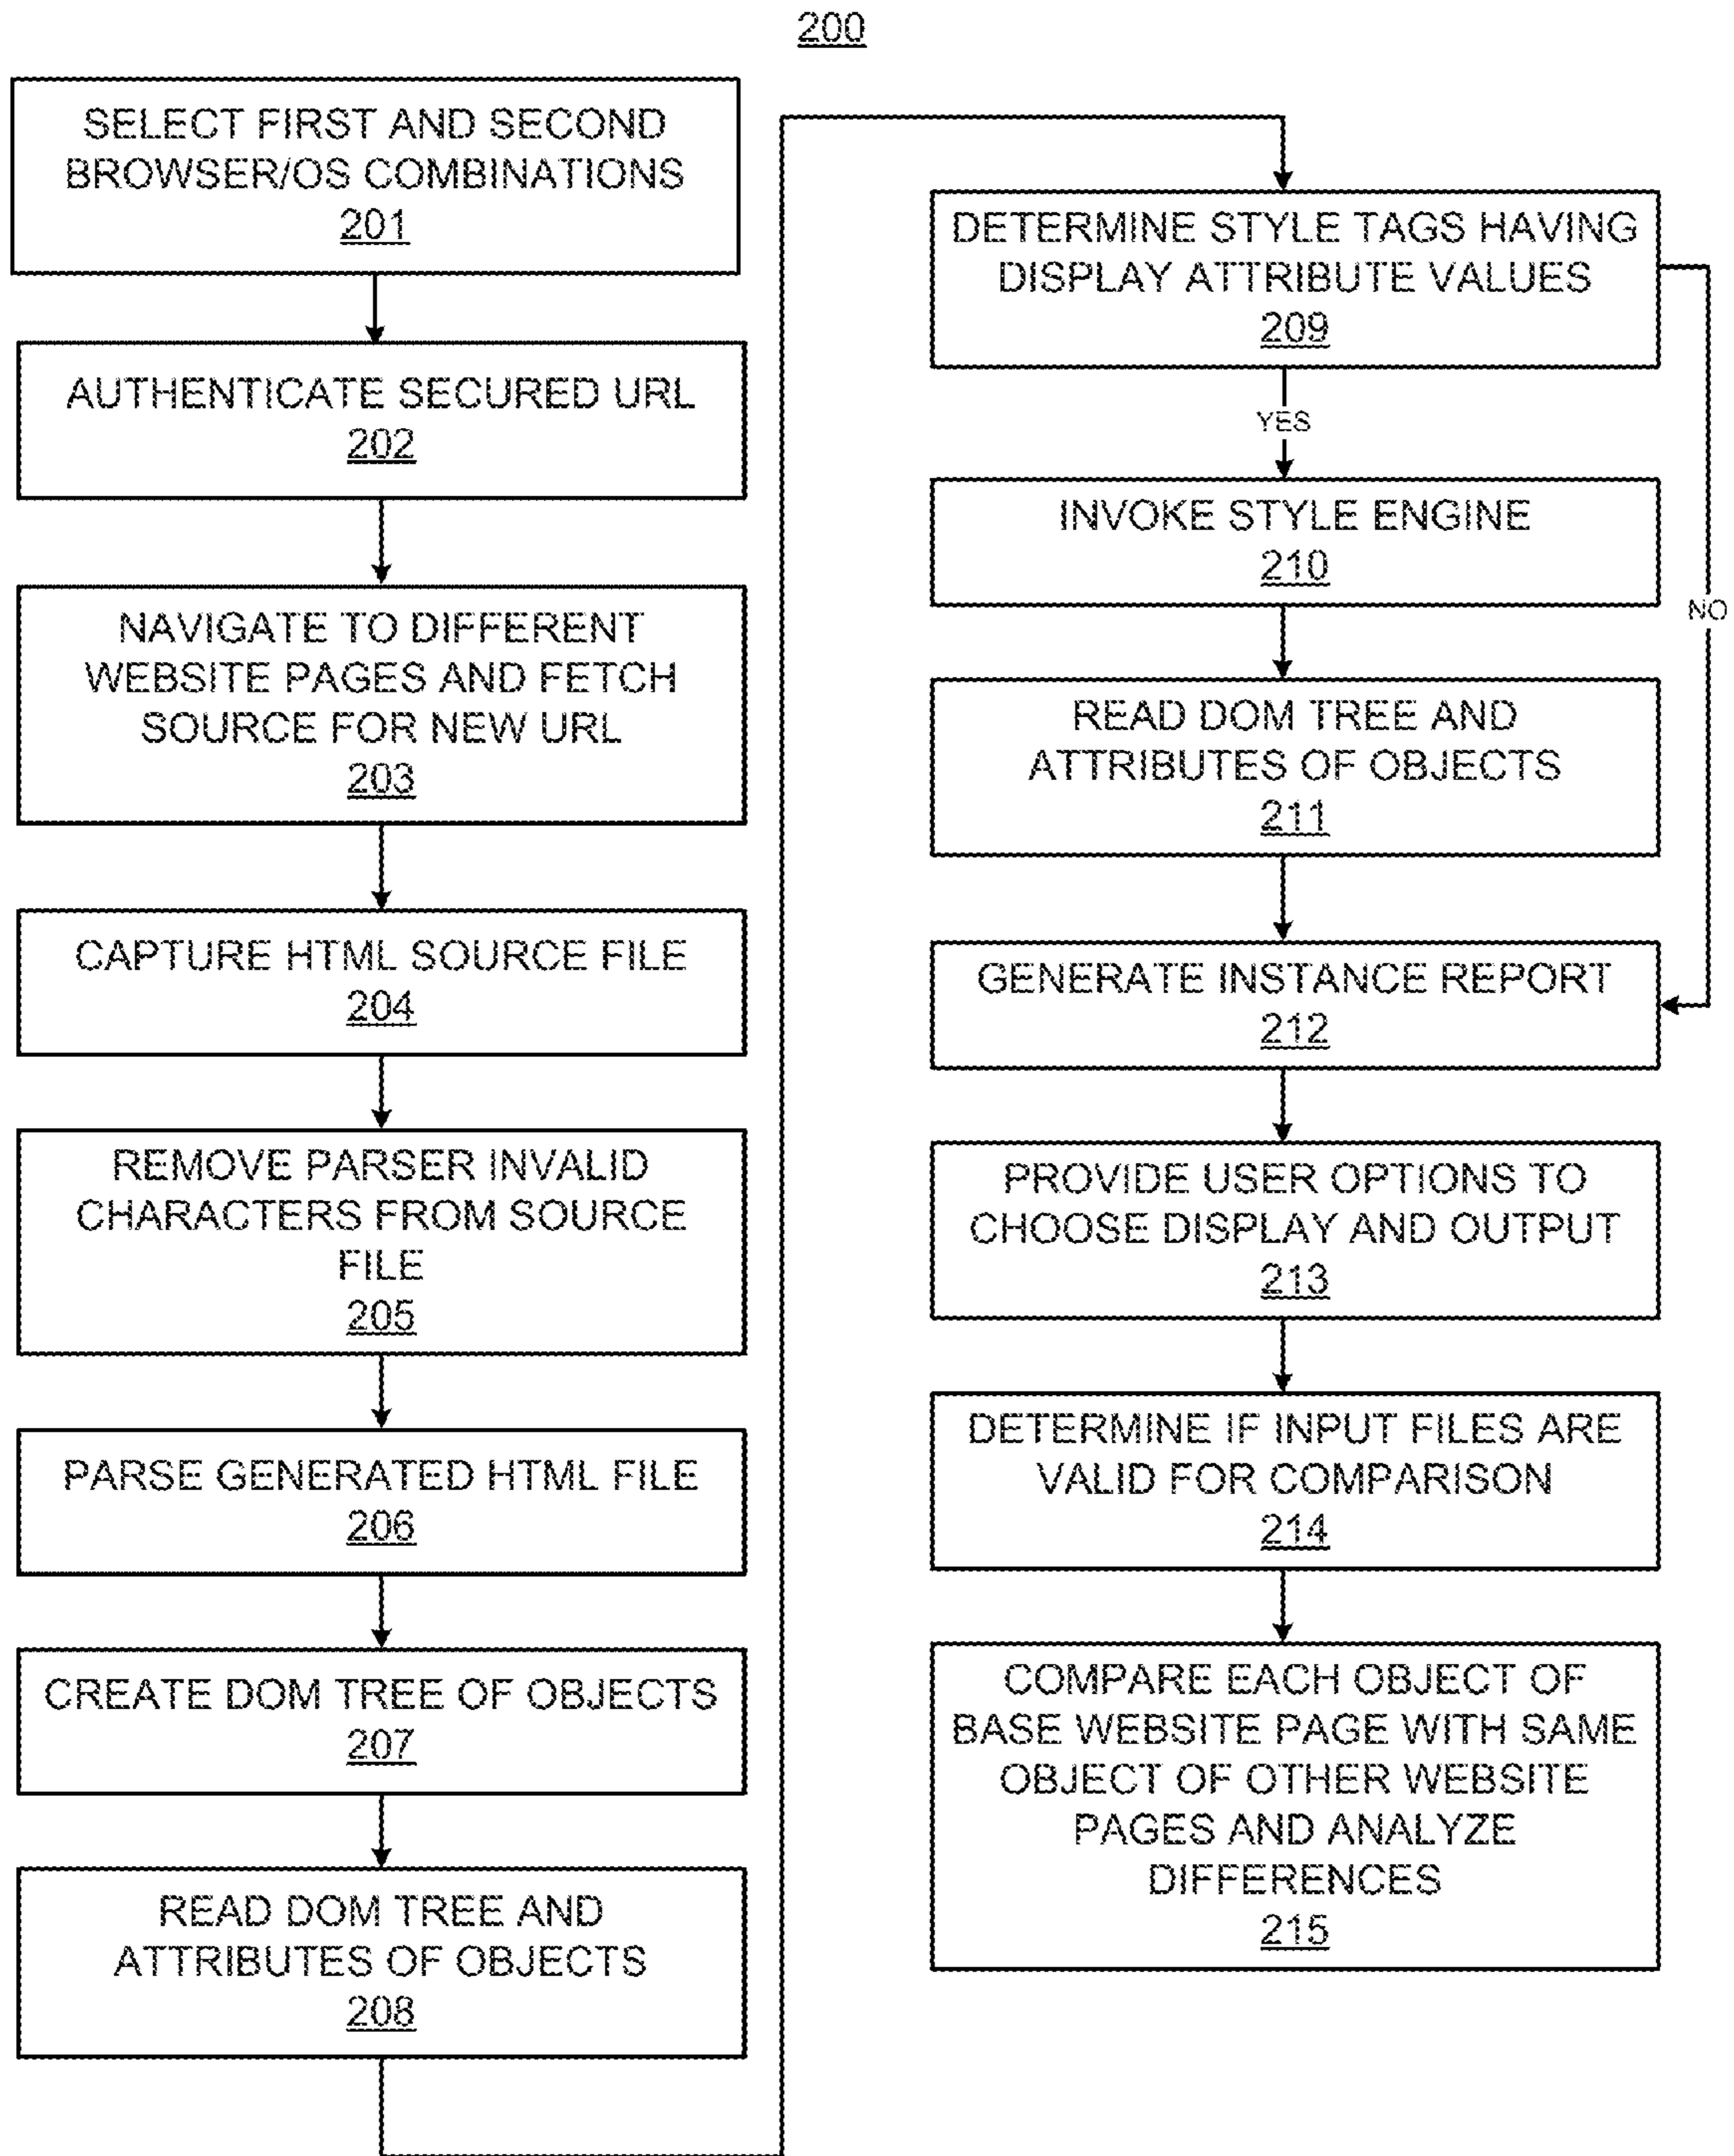 200
SELECT FIRST AND SECOND
BROWSER/OS COMBINATIONS
201
AUTHENTICATE SECURED URL
202
NAVIGATE TO DIFFERENT
WEBSITE PAGES AND FETCH
SOURCE FOR NEW URL
203
CAPTURE HTML SOURCE FILE
204
REMOVE PARSER INVALID
CHARACTERS FROM SOURCE
FILE
205
PARSE GENERATED HTML FILE
206
CREATE DOM TREE OF OBJECTS
207
READ DOM TREE AND
ATTRIBUTES OF OBJECTS
208
DETERMINE STYLE TAGS HAVING
DISPLAY ATTRIBUTE VALUES
209
YES
NO
INVOKE STYLE ENGINE
210
READ DOM TREE AND
ATTRIBUTES OF OBJECTS
211
GENERATE INSTANCE REPORT
212
PROVIDE USER OPTIONS TO
CHOOSE DISPLAY AND OUTPUT
213
DETERMINE IF INPUT FILES ARE
VALID FOR COMPARISON
214
COMPARE EACH OBJECT OF
BASE WEBSITE PAGE WITH SAME
OBJECT OF OTHER WEBSITE
PAGES AND ANALYZE
DIFFERENCES
215